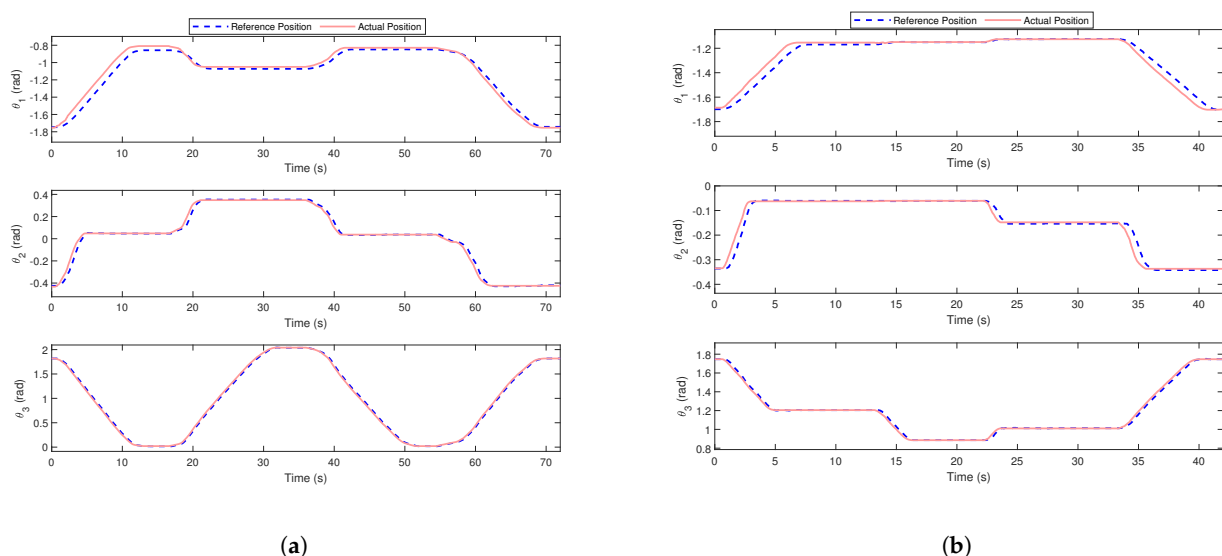 Reference Position Actual Position
-0.8
-1
-1.2
-1.4
-1.6
-1.8
θ1 (rad)
0 10 20 30 40 50 60 70
Time (s)
0.4
0.2
0
-0.2
-0.4
θ2 (rad)
0 10 20 30 40 50 60 70
Time (s)
2
1.5
1
0.5
0
θ3 (rad)
0 10 20 30 40 50 60 70
Time (s)
(a)
Reference Position Actual Position
-1.2
-1.4
-1.6
-1.8
θ1 (rad)
0 5 10 15 20 25 30 35 40
Time (s)
0
-0.1
-0.2
-0.3
-0.4
θ2 (rad)
0 5 10 15 20 25 30 35 40
Time (s)
1.8
1.6
1.4
1.2
1
0.8
θ3 (rad)
0 5 10 15 20 25 30 35 40
Time (s)
(b)